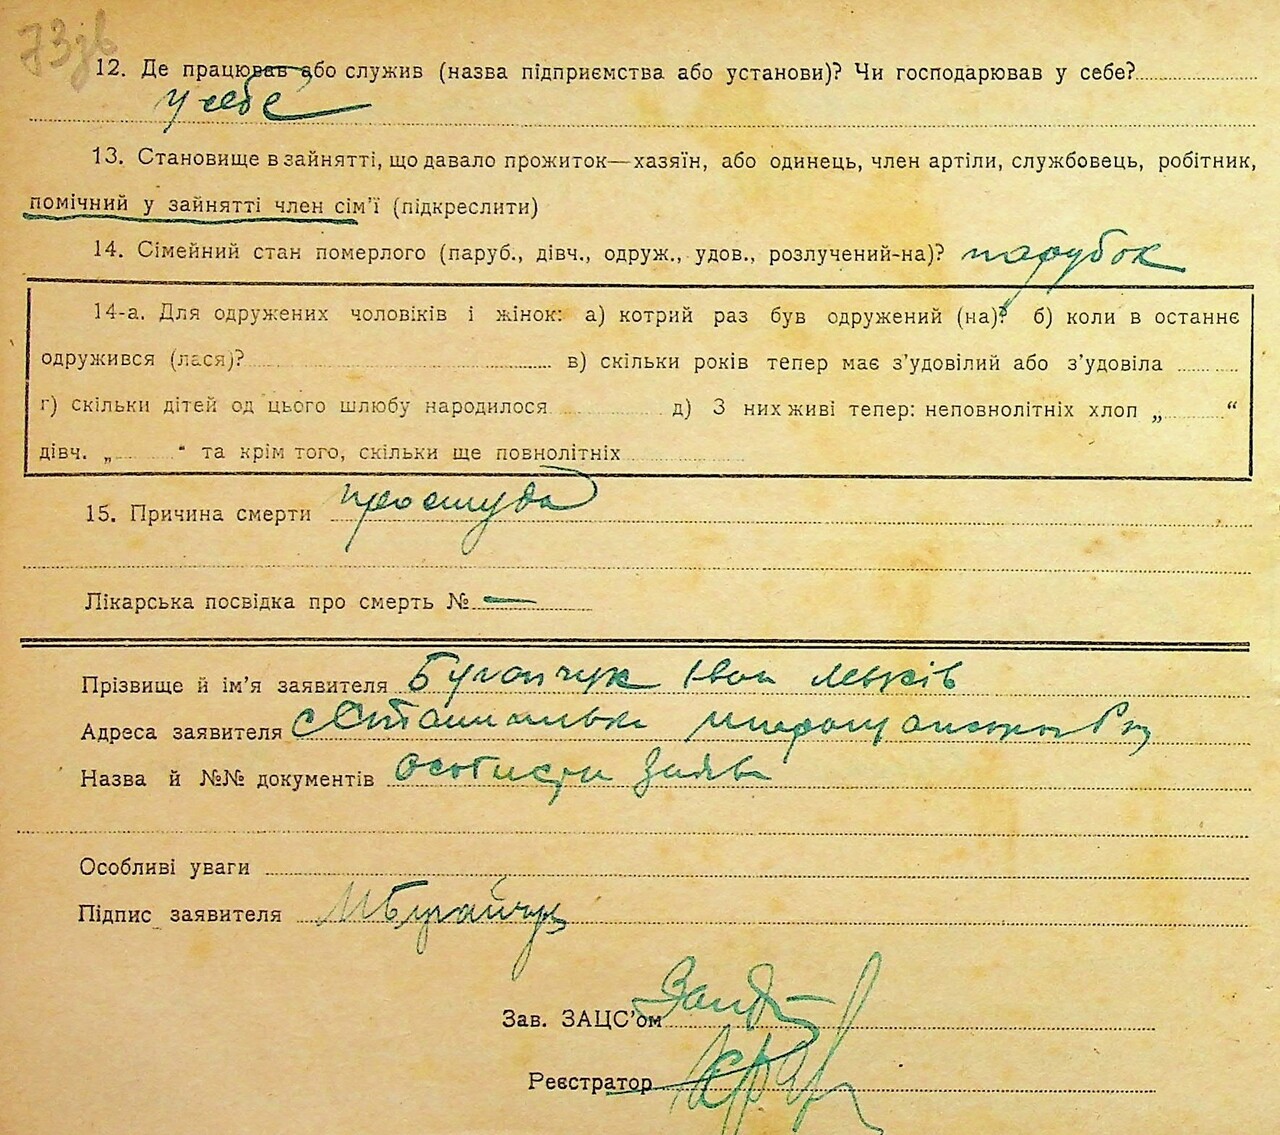 73зв
12. Де працював або служив (назва підприємства або установи)? Чи господарював у себе?
у себе
13. Становище в зайнятті, що давало прожиток—хазяїн, або одинець, член артіли, службовець, робітник,
помічний у зайнятті член сім'ї (підкреслити)
14. Сімейний стан померлого (паруб., дівч., одруж., удов., розлучений-на)? парубок
14-а. Для одружених чоловіків і жінок: а) котрий раз був одружений (на)? б) коли в останнє
одружився (лася)? в) скільки років тепер має з'удовілий або з'удовіла
г) скільки дітей од цього шлюбу народилося д) З них живі тепер: неповнолітніх хлоп „ “
дівч. „ “ та крім того, скільки ще повнолітніх
15. Причина смерти простуда
Лікарська посвідка про смерть № —
Прізвище й ім'я заявителя Бугайчук Іван Левків
Адреса заявителя
Назва й №№ документів особиста заява
Особливі уваги
Підпис заявителя Бугайчук
Зав. ЗАЦС'ом
Реєстратор